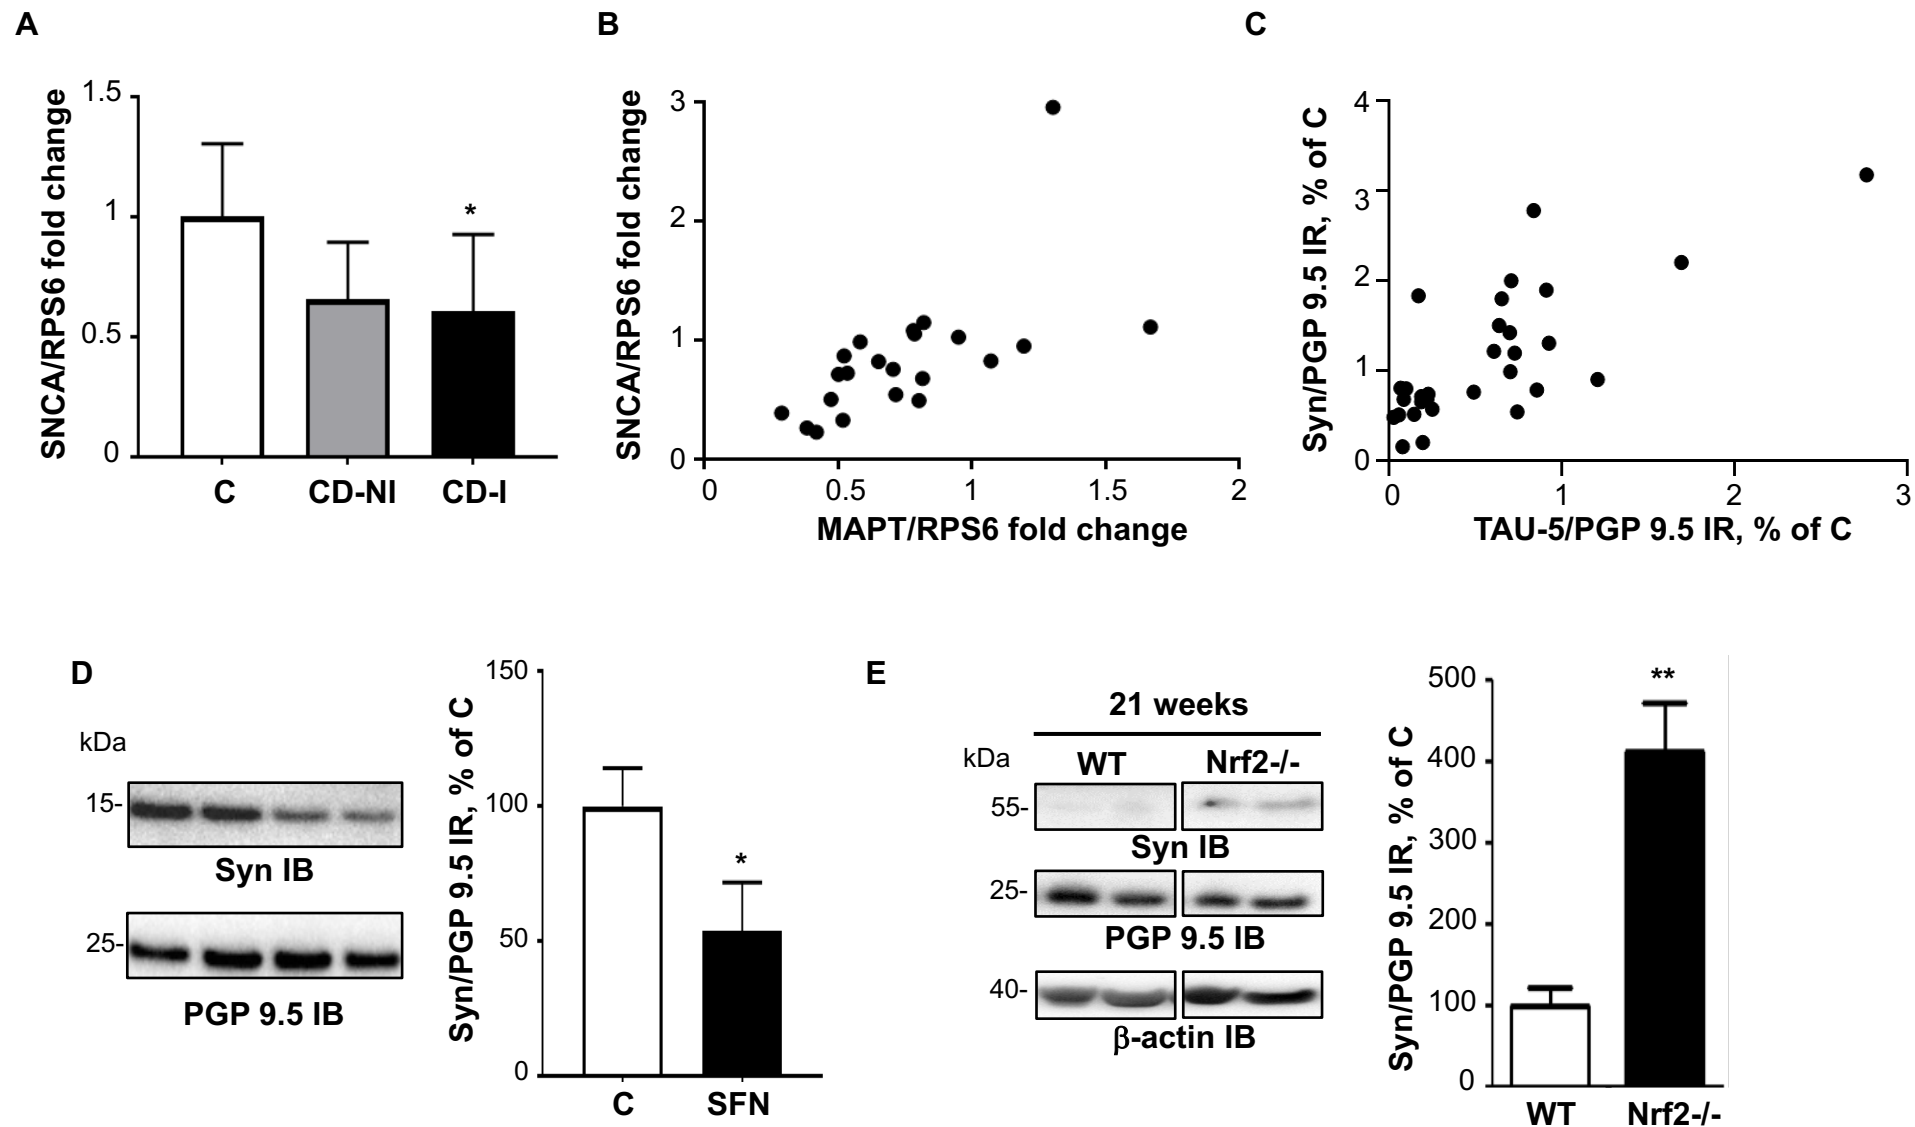 A
SNCA/RPS6 fold change
1.5
1
0.5
0
*
C
CD-NI
CD-I
B
SNCA/RPS6 fold change
3
2
1
0
0
0.5
1
1.5
2
MAPT/RPS6 fold change
C
Syn/PGP 9.5 IR, % of C
4
3
2
1
0
0
1
2
3
TAU-5/PGP 9.5 IR, % of C
D
kDa
15-
Syn IB
25-
PGP 9.5 IB
Syn/PGP 9.5 IR, % of C
150
100
50
0
*
C
SFN
E
21 weeks
kDa
WT
Nrf2-/-
55-
Syn IB
25-
PGP 9.5 IB
40-
β-actin IB
Syn/PGP 9.5 IR, % of C
500
400
300
200
100
0
**
WT
Nrf2-/-